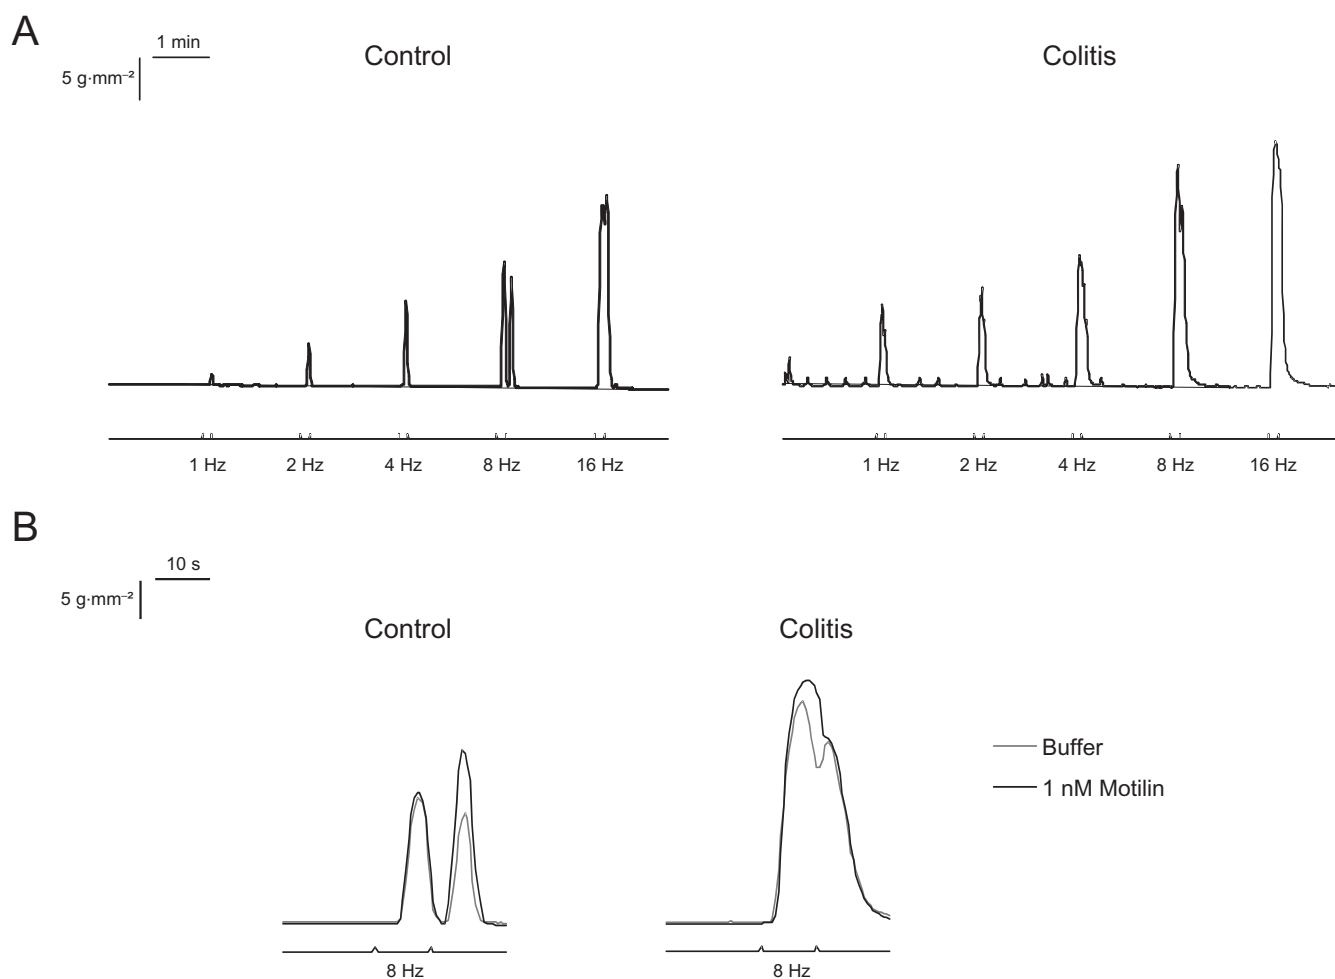 A
1 min
5 g·mm⁻²
Control
Colitis
1 Hz 2 Hz 4 Hz 8 Hz 16 Hz
1 Hz 2 Hz 4 Hz 8 Hz 16 Hz
B
10 s
5 g·mm⁻²
Control
Colitis
Buffer
1 nM Motilin
8 Hz
8 Hz